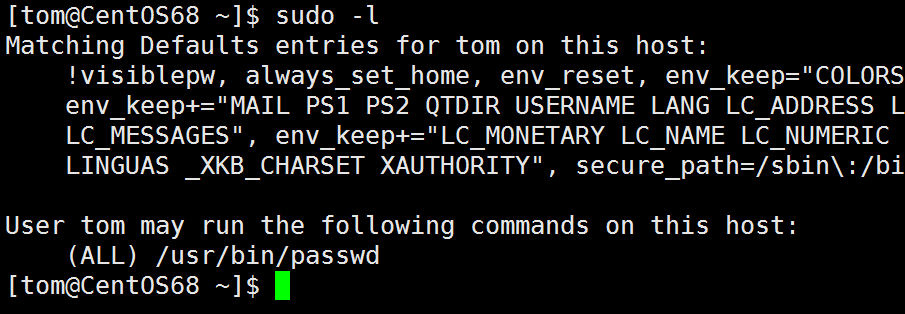 [tom@CentOS68 ~]$ sudo -l
Matching Defaults entries for tom on this host:
    !visiblepw, always_set_home, env_reset, env_keep="COLORS
    env_keep+="MAIL PS1 PS2 QTDIR USERNAME LANG LC_ADDRESS L
    LC_MESSAGES", env_keep+="LC_MONETARY LC_NAME LC_NUMERIC
    LINGUAS _XKB_CHARSET XAUTHORITY", secure_path=/sbin\:/bi
User tom may run the following commands on this host:
    (ALL) /usr/bin/passwd
[tom@CentOS68 ~]$